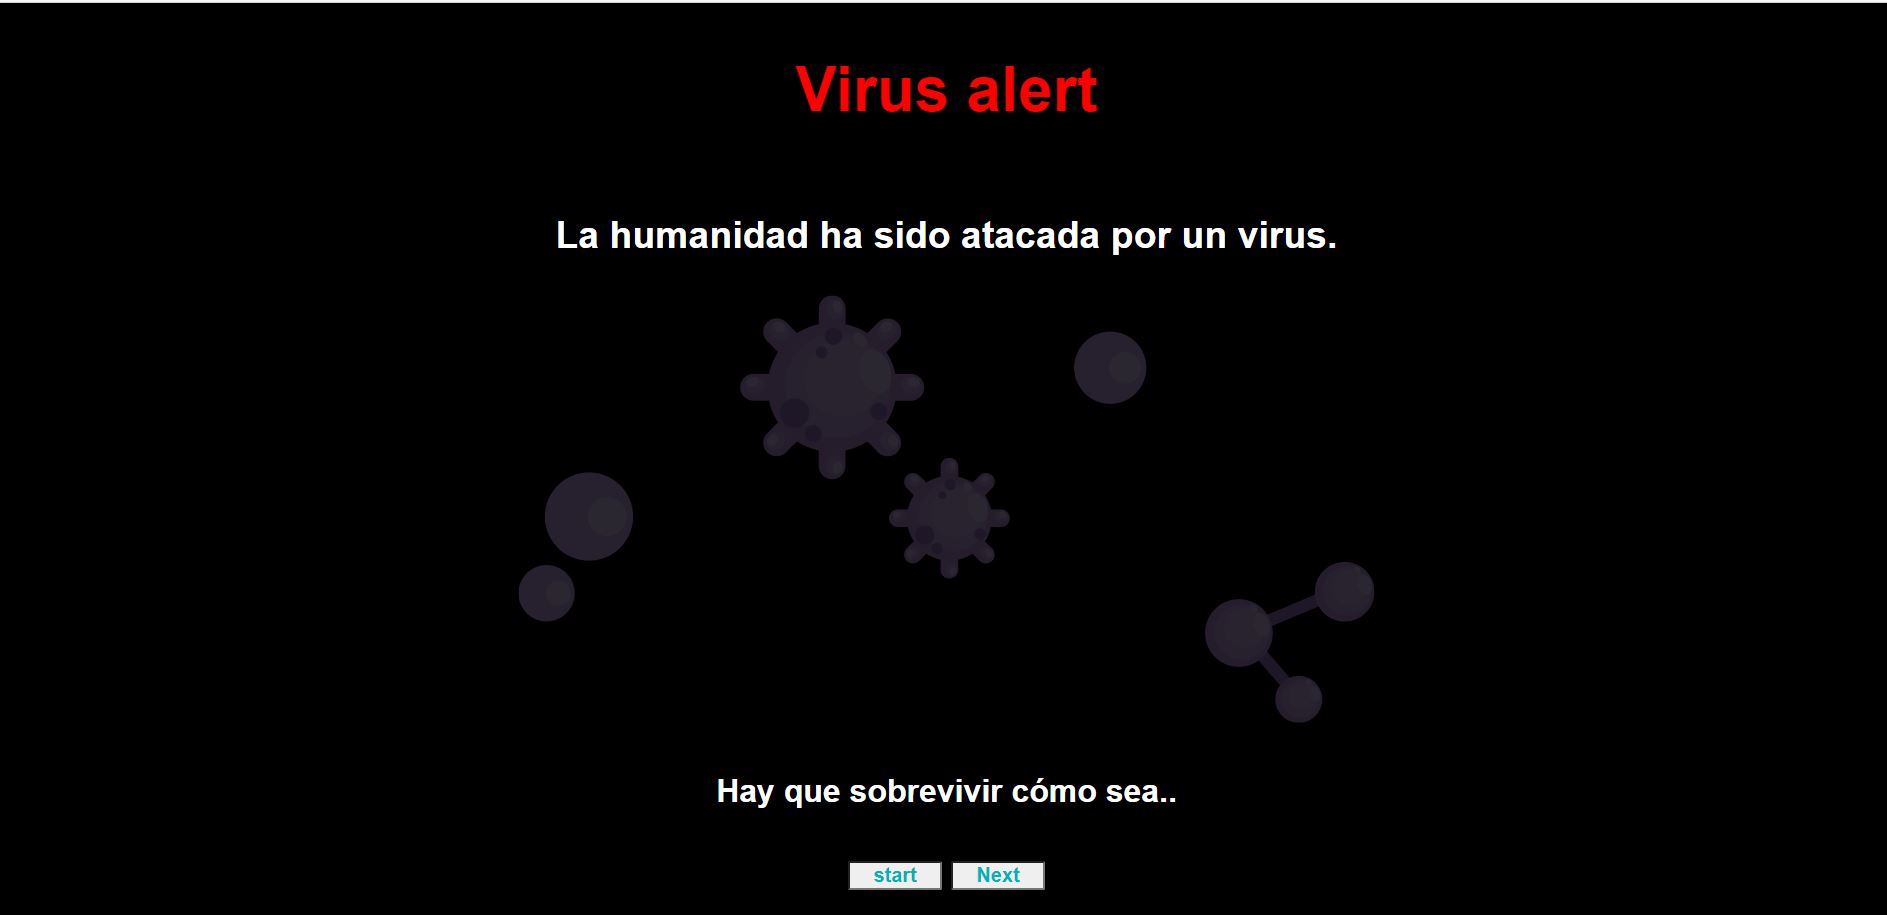 Virus alert
La humanidad ha sido atacada por un virus.
Hay que sobrevivir cómo sea..
start Next